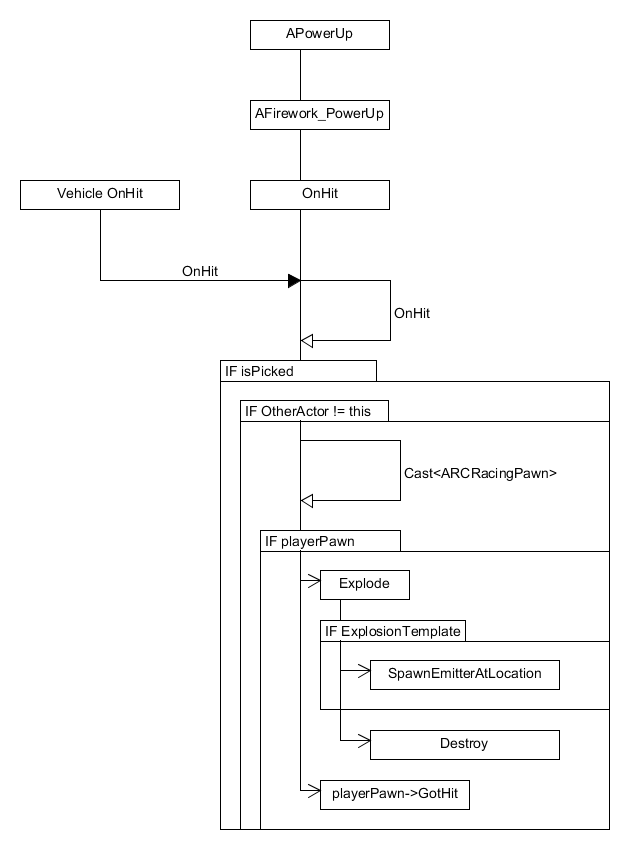 APowerUp
AFirework_PowerUp
Vehicle OnHit
OnHit
OnHit
OnHit
IF isPicked
IF OtherActor != this
Cast<ARCRacingPawn>
IF playerPawn
Explode
IF ExplosionTemplate
SpawnEmitterAtLocation
Destroy
playerPawn->GotHit